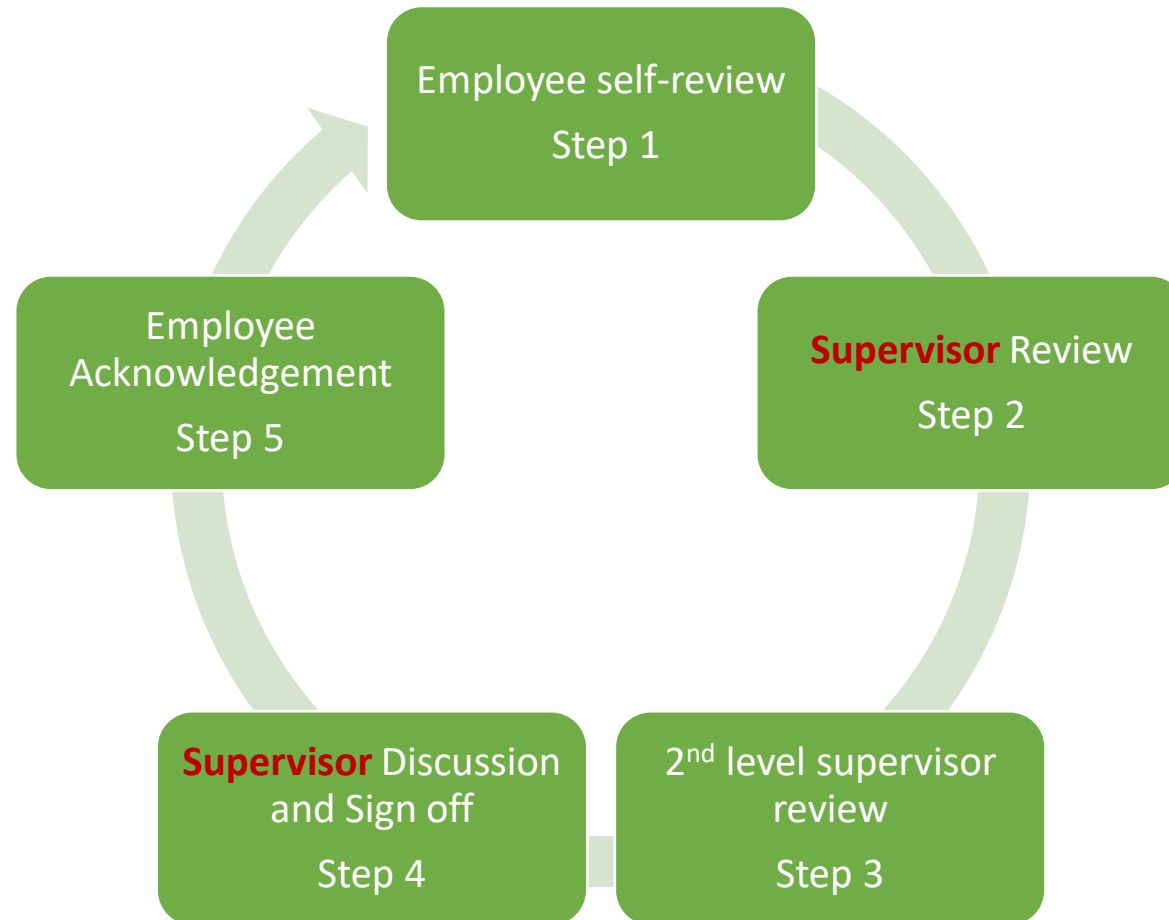 Employee self-review
Step 1
Supervisor Review
Step 2
2nd level supervisor
review
Step 3
Supervisor Discussion
and Sign off
Step 4
Employee
Acknowledgement
Step 5